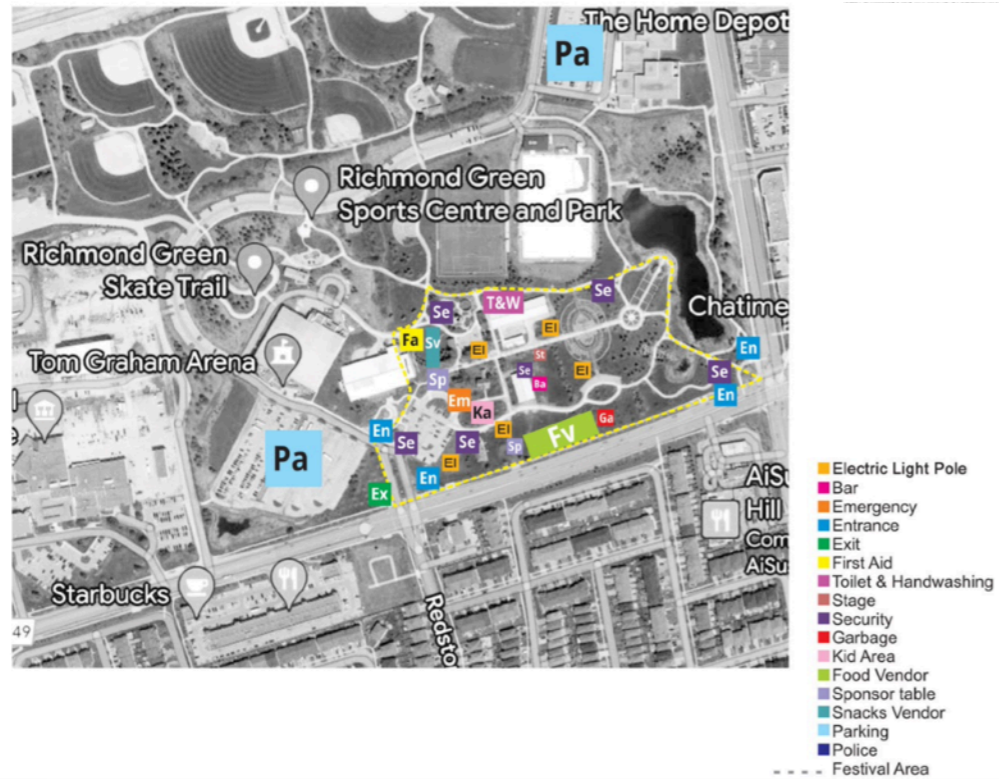 The Home Depot
Pa
Richmond Green
Sports Centre and Park
Richmond Green
Skate Trail
Se
T&W
Se
Chatime
Fa
Sv
El
El
St
En
Tom Graham Arena
Sp
Se
Ba
El
Se
En
Em
Ka
Ga
En
Se
Se
El
Sp
Fv
Pa
El
En
Ex
AiSu
Hill
Com
AiSus
Starbucks
49
Redsto
Electric Light Pole
Bar
Emergency
Entrance
Exit
First Aid
Toilet & Handwashing
Stage
Security
Garbage
Kid Area
Food Vendor
Sponsor table
Snacks Vendor
Parking
Police
Festival Area